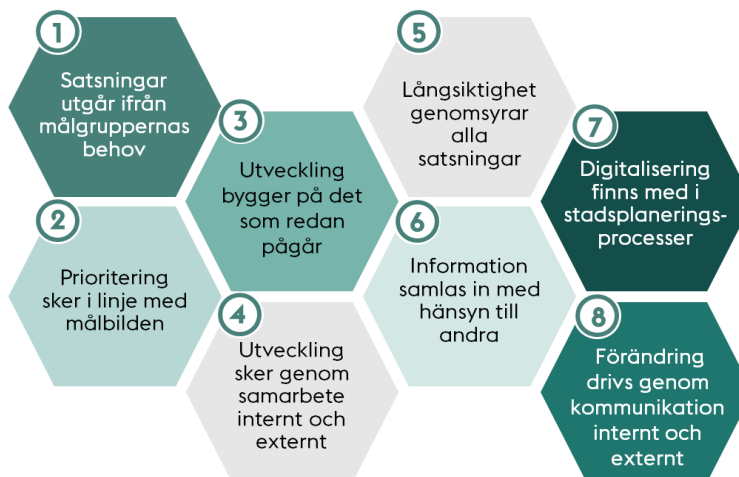 1
Satsningar
utgår ifrån
målgruppernas
behov
2
Prioritering
sker i linje med
målbilden
3
Utveckling
bygger på det
som redan
pågår
4
Utveckling
sker genom
samarbete
internt och
externt
5
Långsiktighet
genomsyrar
alla
satsningar
6
Information
samlas in med
hänsyn till
andra
7
Digitalisering
finns med i
stadsplanerings-
processer
8
Förändring
drivs genom
kommunikation
internt och
externt